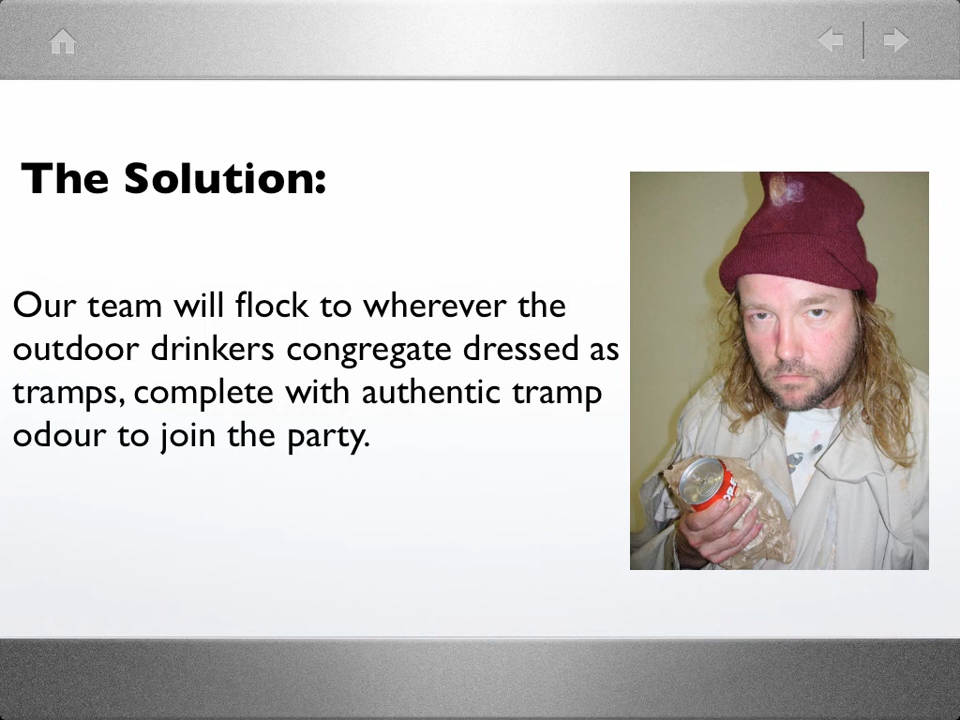 The Solution:
Our team will flock to wherever the
outdoor drinkers congregate dressed as
tramps, complete with authentic tramp
odour to join the party.